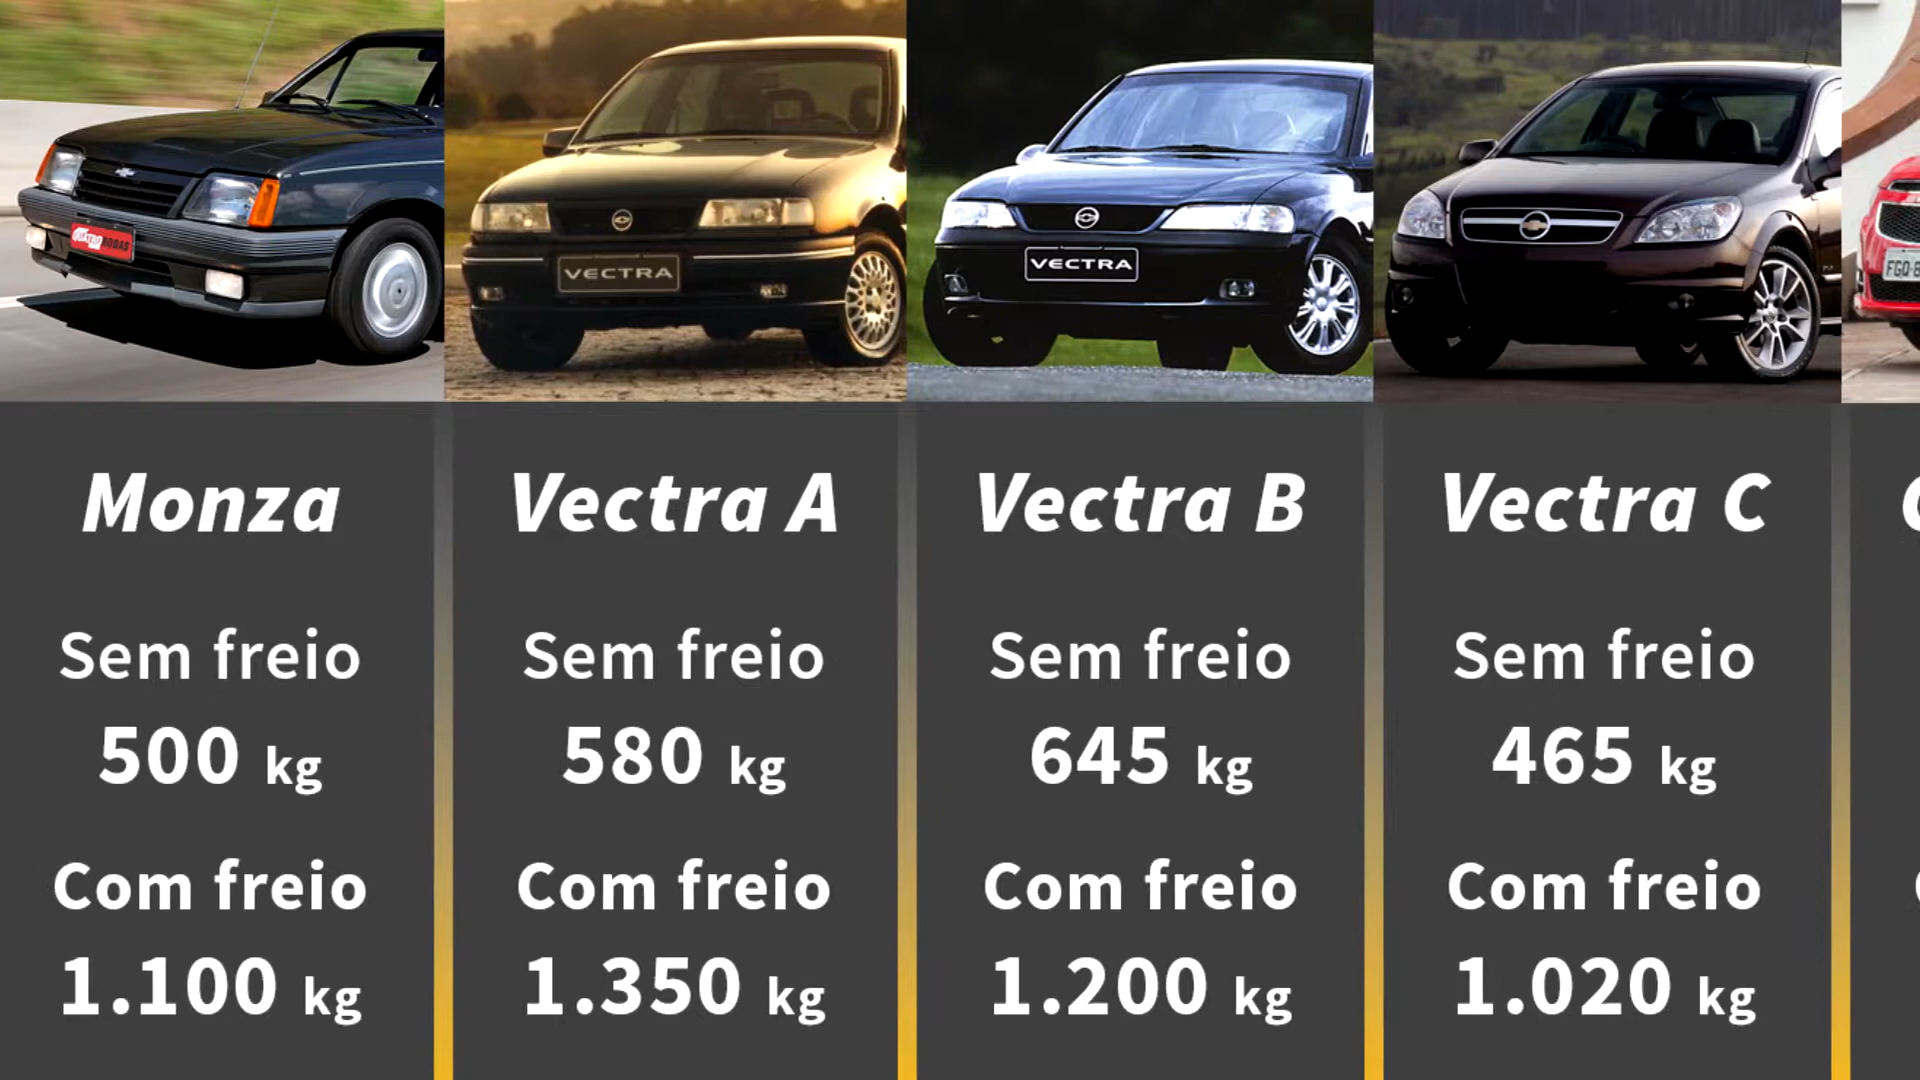 QUATRO RODAS
VECTRA
VECTRA
Monza
Sem freio
500 kg
Com freio
1.100 kg
Vectra A
Sem freio
580 kg
Com freio
1.350 kg
Vectra B
Sem freio
645 kg
Com freio
1.200 kg
Vectra C
Sem freio
465 kg
Com freio
1.020 kg